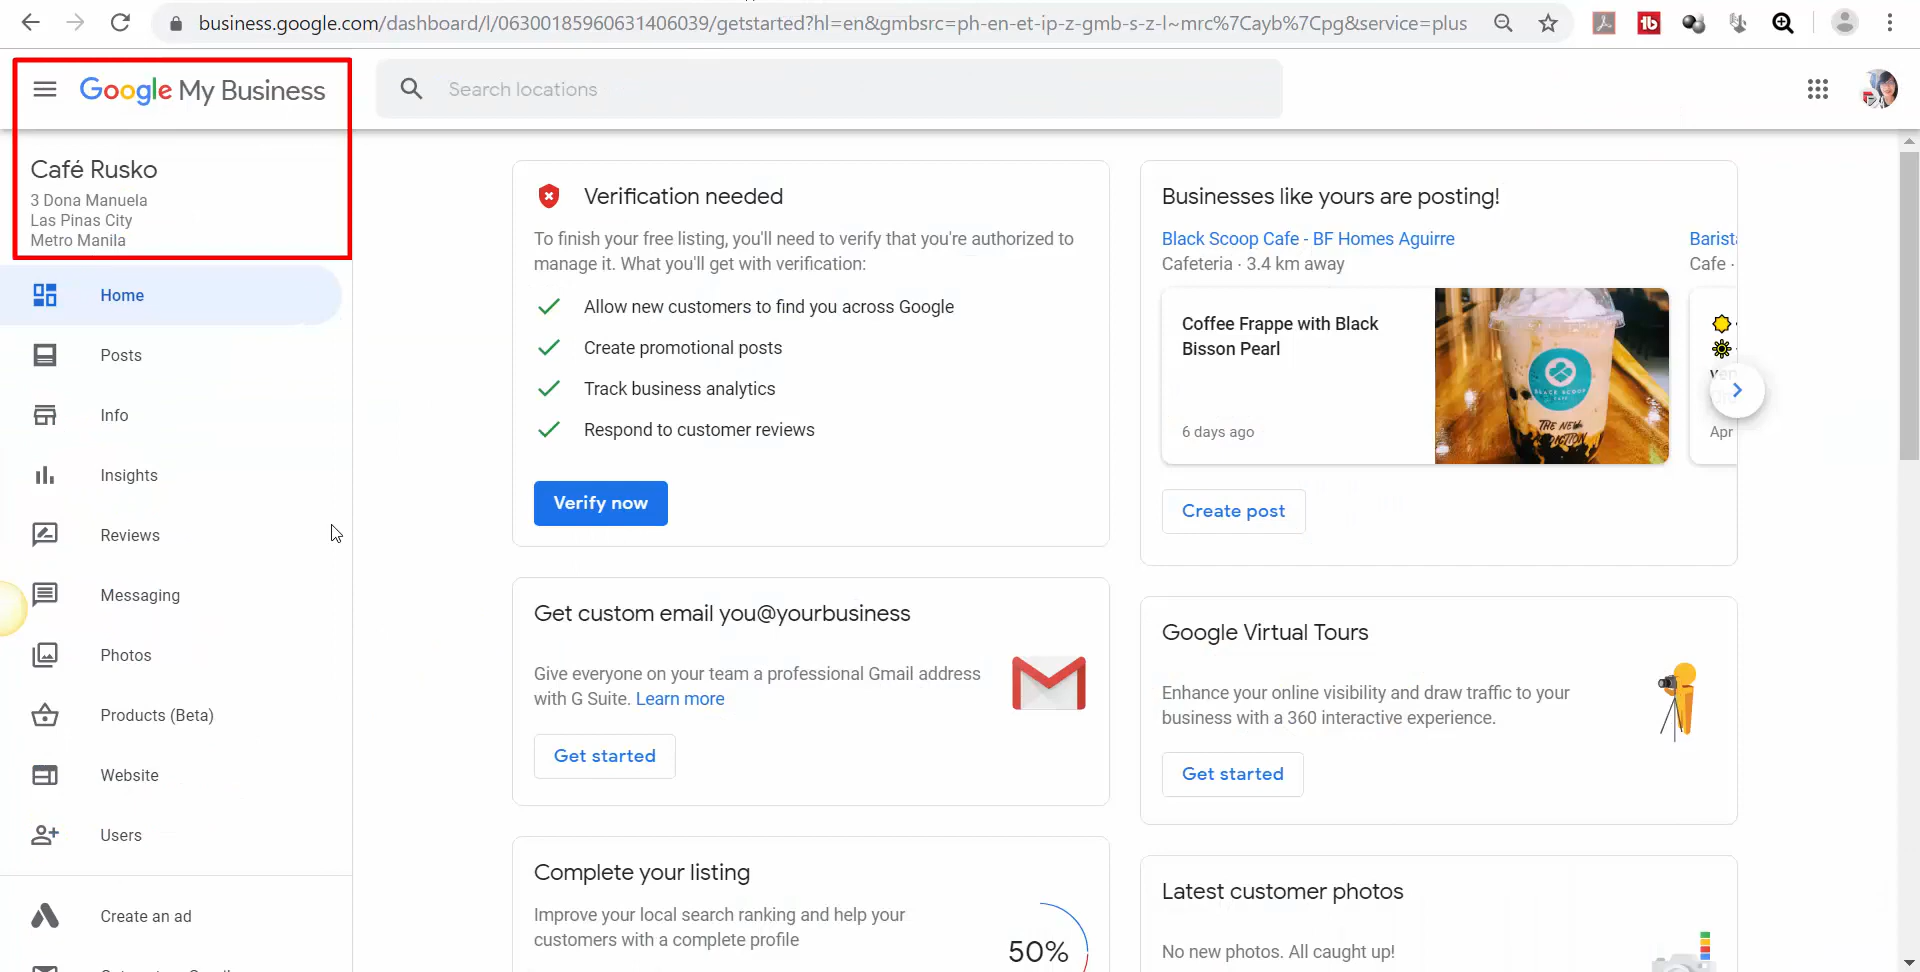 business.google.com/dashboard/l/06300185960631406039/getstarted?hl=en&gmbsrc=ph-en-et-ip-z-gmb-s-z-l~mrc%7Cayb%7Cpg&service=plus
Google My Business
Search locations
Café Rusko
3 Dona Manuela
Las Pinas City
Metro Manila
Home
Posts
Info
Insights
Reviews
Messaging
Photos
Products (Beta)
Website
Users
Create an ad
Verification needed
To finish your free listing, you'll need to verify that you're authorized to
manage it. What you'll get with verification:
Allow new customers to find you across Google
Create promotional posts
Track business analytics
Respond to customer reviews
Verify now
Get custom email you@yourbusiness
Give everyone on your team a professional Gmail address
with G Suite. Learn more
Get started
Complete your listing
Improve your local search ranking and help your
customers with a complete profile
50%
Businesses like yours are posting!
Black Scoop Cafe - BF Homes Aguirre
Cafeteria · 3.4 km away
Coffee Frappe with Black
Bisson Pearl
6 days ago
BLACK SCOOP
CAFE
THE NEW
ADDICTION
Barist
Cafe ·
Apr
Create post
Google Virtual Tours
Enhance your online visibility and draw traffic to your
business with a 360 interactive experience.
Get started
Latest customer photos
No new photos. All caught up!